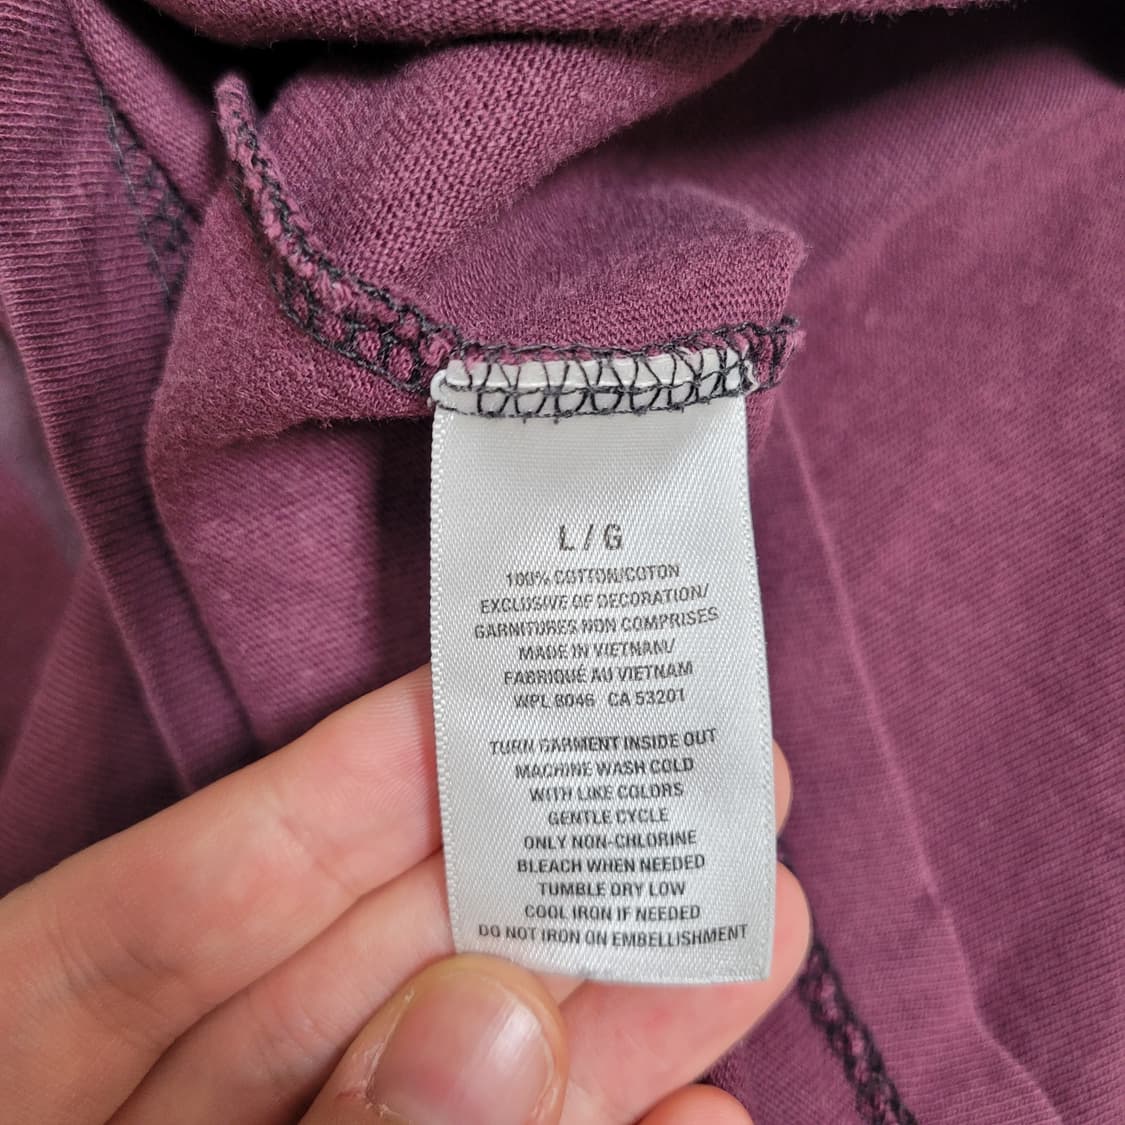 L/G
100% COTTON/COTON
EXCLUSIVE OF DECORATION/
GARNITURES NON COMPRISES
MADE IN VIETNAM/
FABRIQUÉ AU VIETNAM
WPL 8046 CA 53201
TURN GARMENT INSIDE OUT
MACHINE WASH COLD
WITH LIKE COLORS
GENTLE CYCLE
ONLY NON-CHLORINE
BLEACH WHEN NEEDED
TUMBLE DRY LOW
COOL IRON IF NEEDED
DO NOT IRON ON EMBELLISHMENT